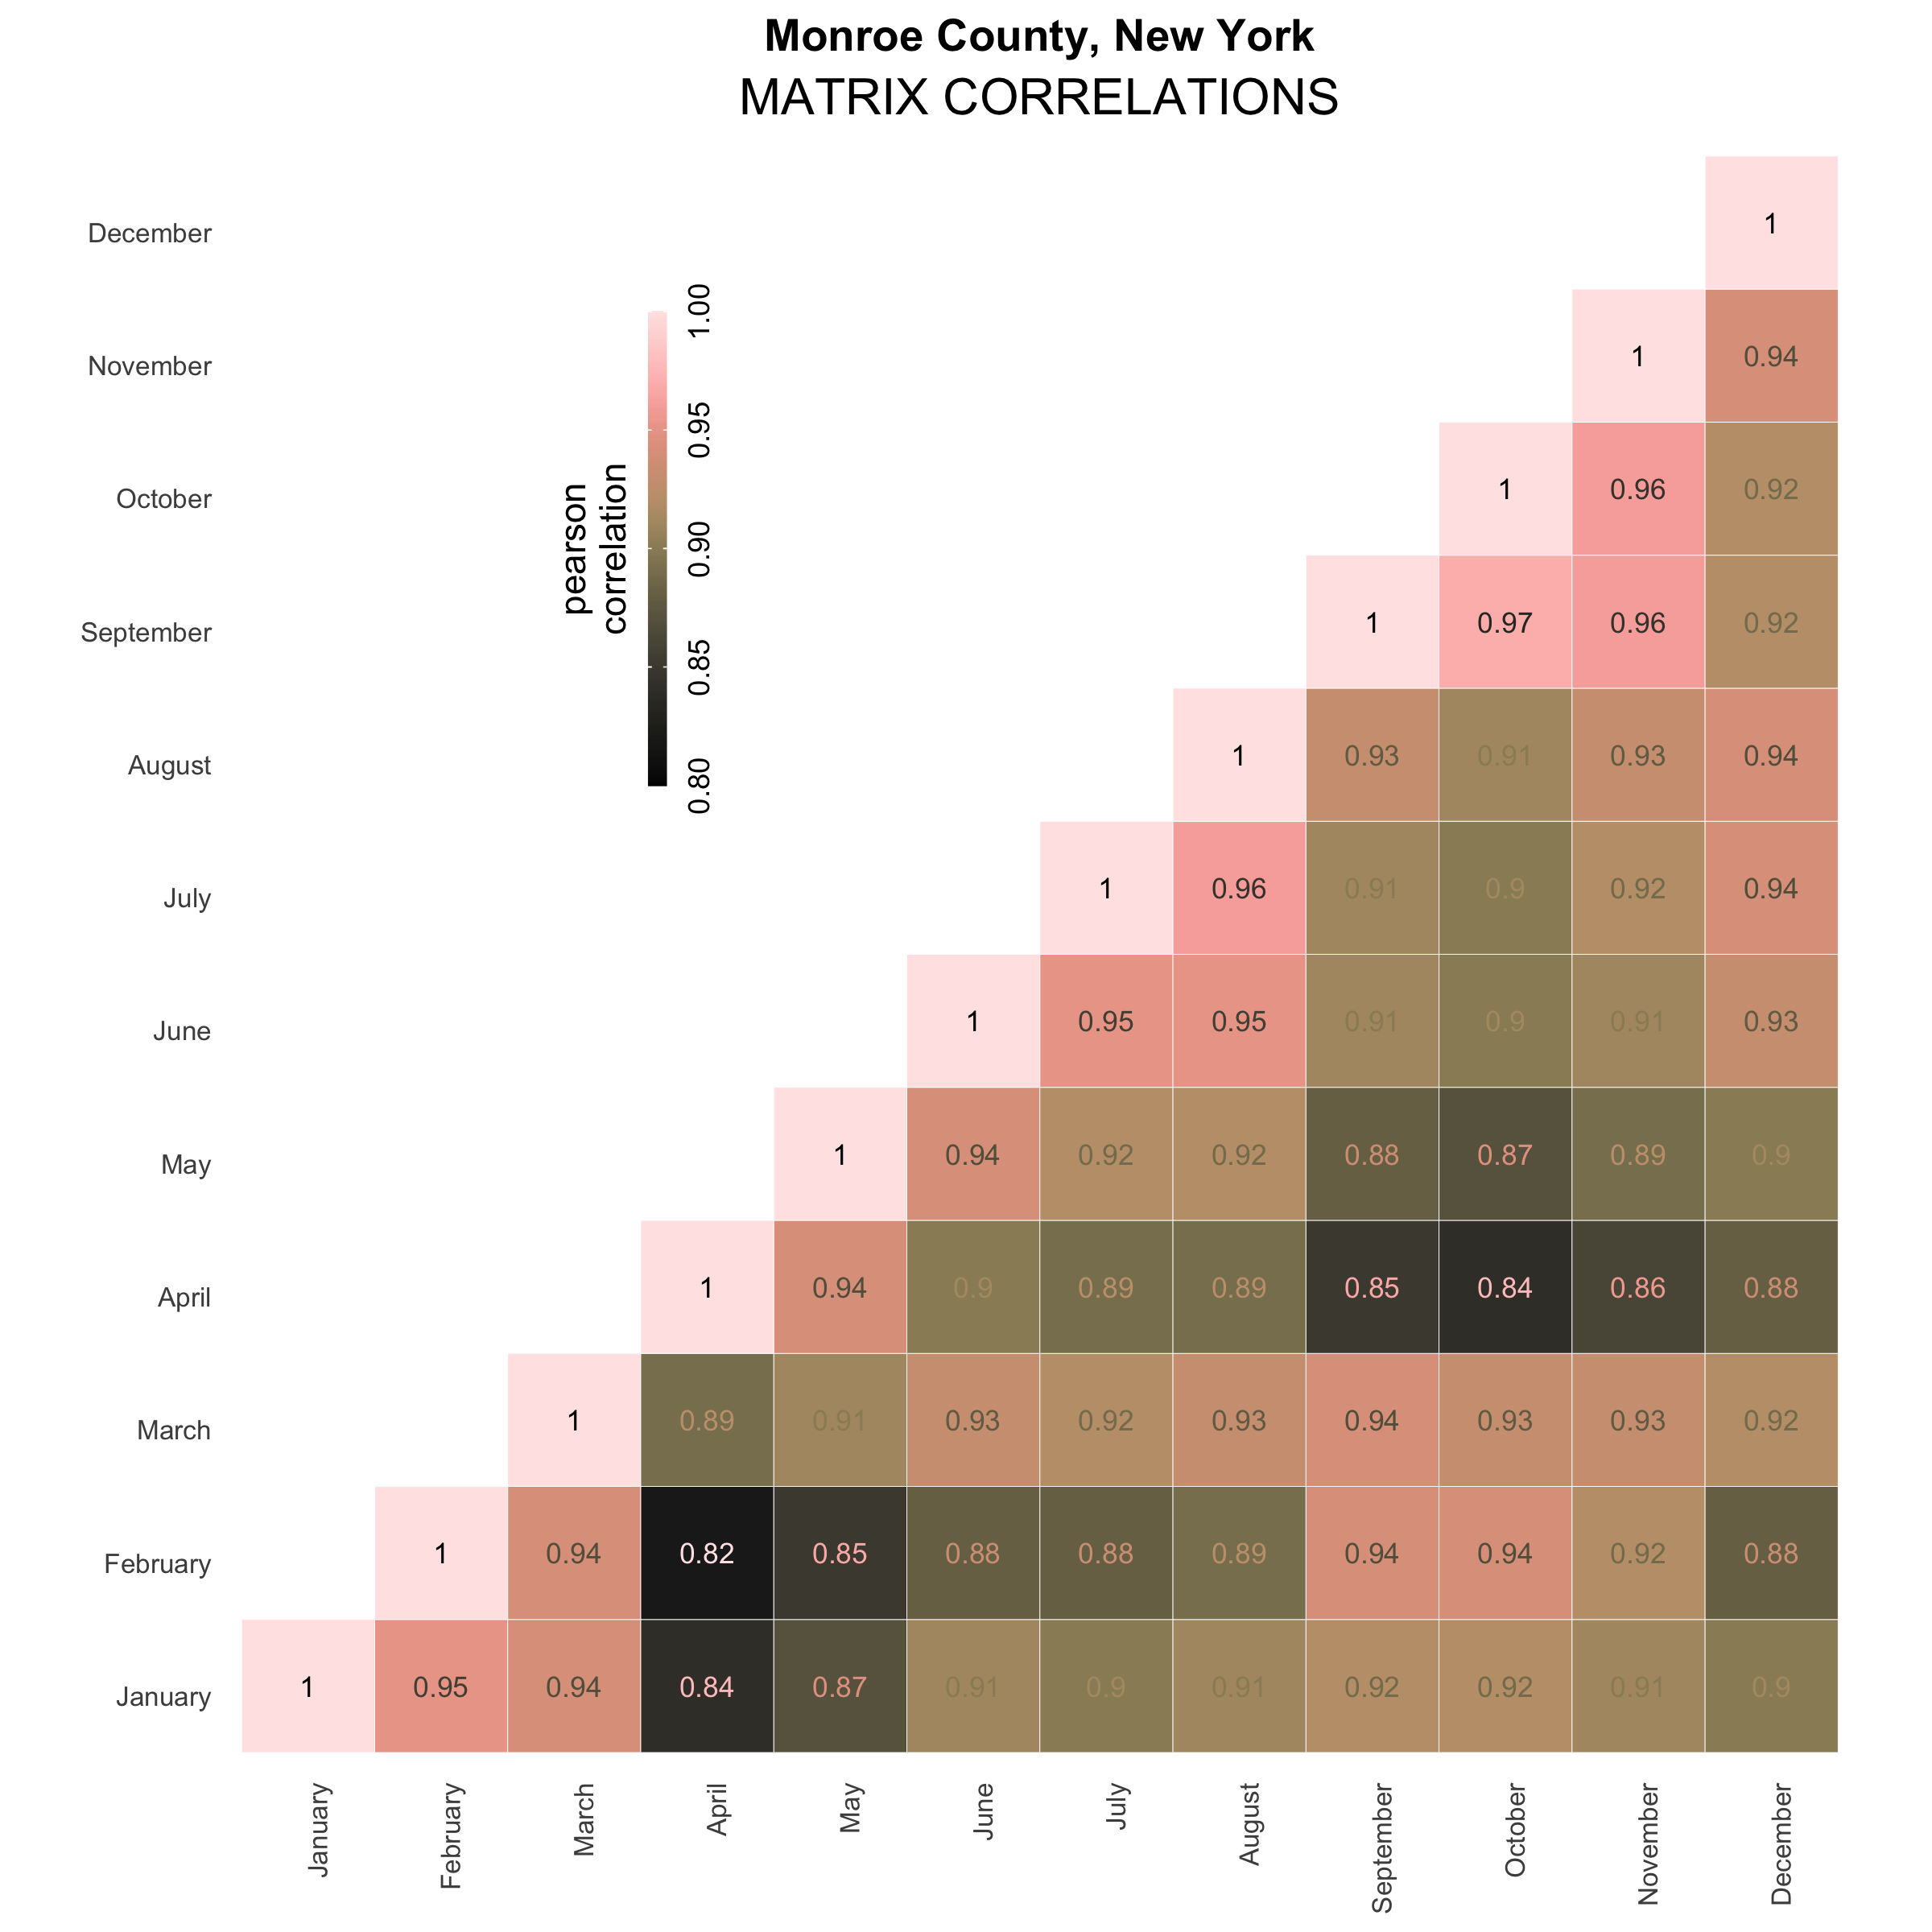 Monroe County, New York
MATRIX CORRELATIONS
pearson
correlation
1.00
0.95
0.90
0.85
0.80
December 1
November 1 0.94
October 1 0.96 0.92
September 1 0.97 0.96 0.92
August 1 0.93 0.91 0.93 0.94
July 1 0.96 0.91 0.9 0.92 0.94
June 1 0.95 0.95 0.91 0.9 0.91 0.93
May 1 0.94 0.92 0.92 0.88 0.87 0.89 0.9
April 1 0.94 0.9 0.89 0.89 0.85 0.84 0.86 0.88
March 1 0.89 0.91 0.93 0.92 0.93 0.94 0.93 0.93 0.92
February 1 0.94 0.82 0.85 0.88 0.88 0.89 0.94 0.94 0.92 0.88
January 1 0.95 0.94 0.84 0.87 0.91 0.9 0.91 0.92 0.92 0.91 0.9
January February March April May June July August September October November December